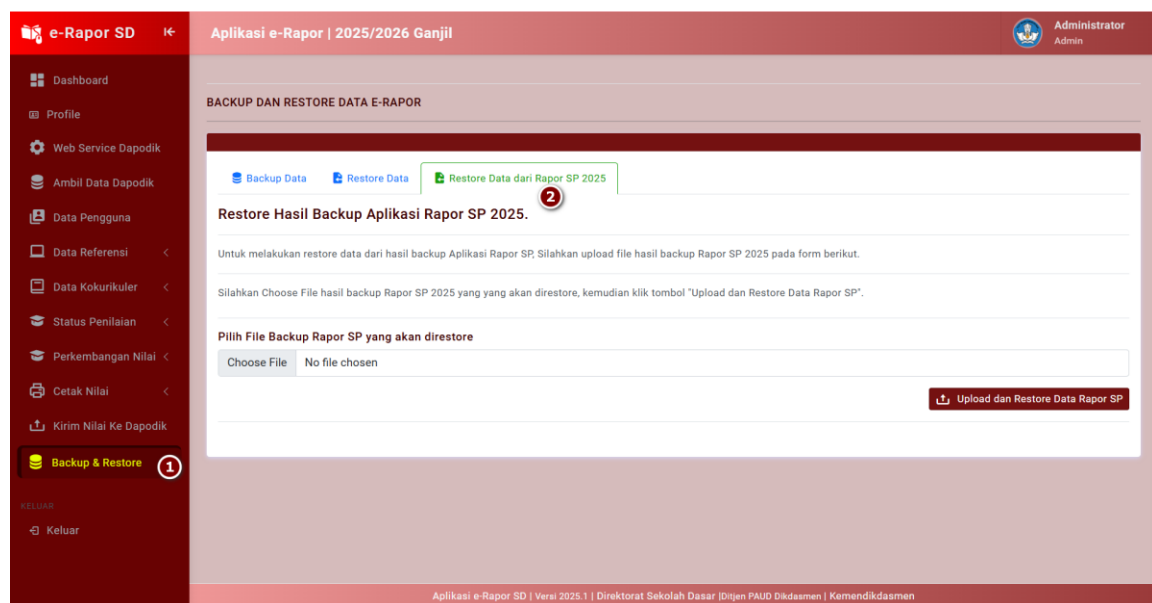 e-Rapor SD
Aplikasi e-Rapor | 2025/2026 Ganjil
Administrator
Admin
Dashboard
Profile
Web Service Dapodik
Ambil Data Dapodik
Data Pengguna
Data Referensi
Data Kokurikuler
Status Penilaian
Perkembangan Nilai
Cetak Nilai
Kirim Nilai Ke Dapodik
Backup & Restore
1
KELUAR
Keluar
BACKUP DAN RESTORE DATA E-RAPOR
Backup Data Restore Data Restore Data dari Rapor SP 2025
2
Restore Hasil Backup Aplikasi Rapor SP 2025.
Untuk melakukan restore data dari hasil backup Aplikasi Rapor SP, Silahkan upload file hasil backup Rapor SP 2025 pada form berikut.
Silahkan Choose File hasil backup Rapor SP 2025 yang yang akan direstore, kemudian klik tombol "Upload dan Restore Data Rapor SP".
Pilih File Backup Rapor SP yang akan direstore
Choose File No file chosen
Upload dan Restore Data Rapor SP
Aplikasi e-Rapor SD | Versi 2025.1 | Direktorat Sekolah Dasar |Ditjen PAUD Dikdasmen | Kemendikdasmen